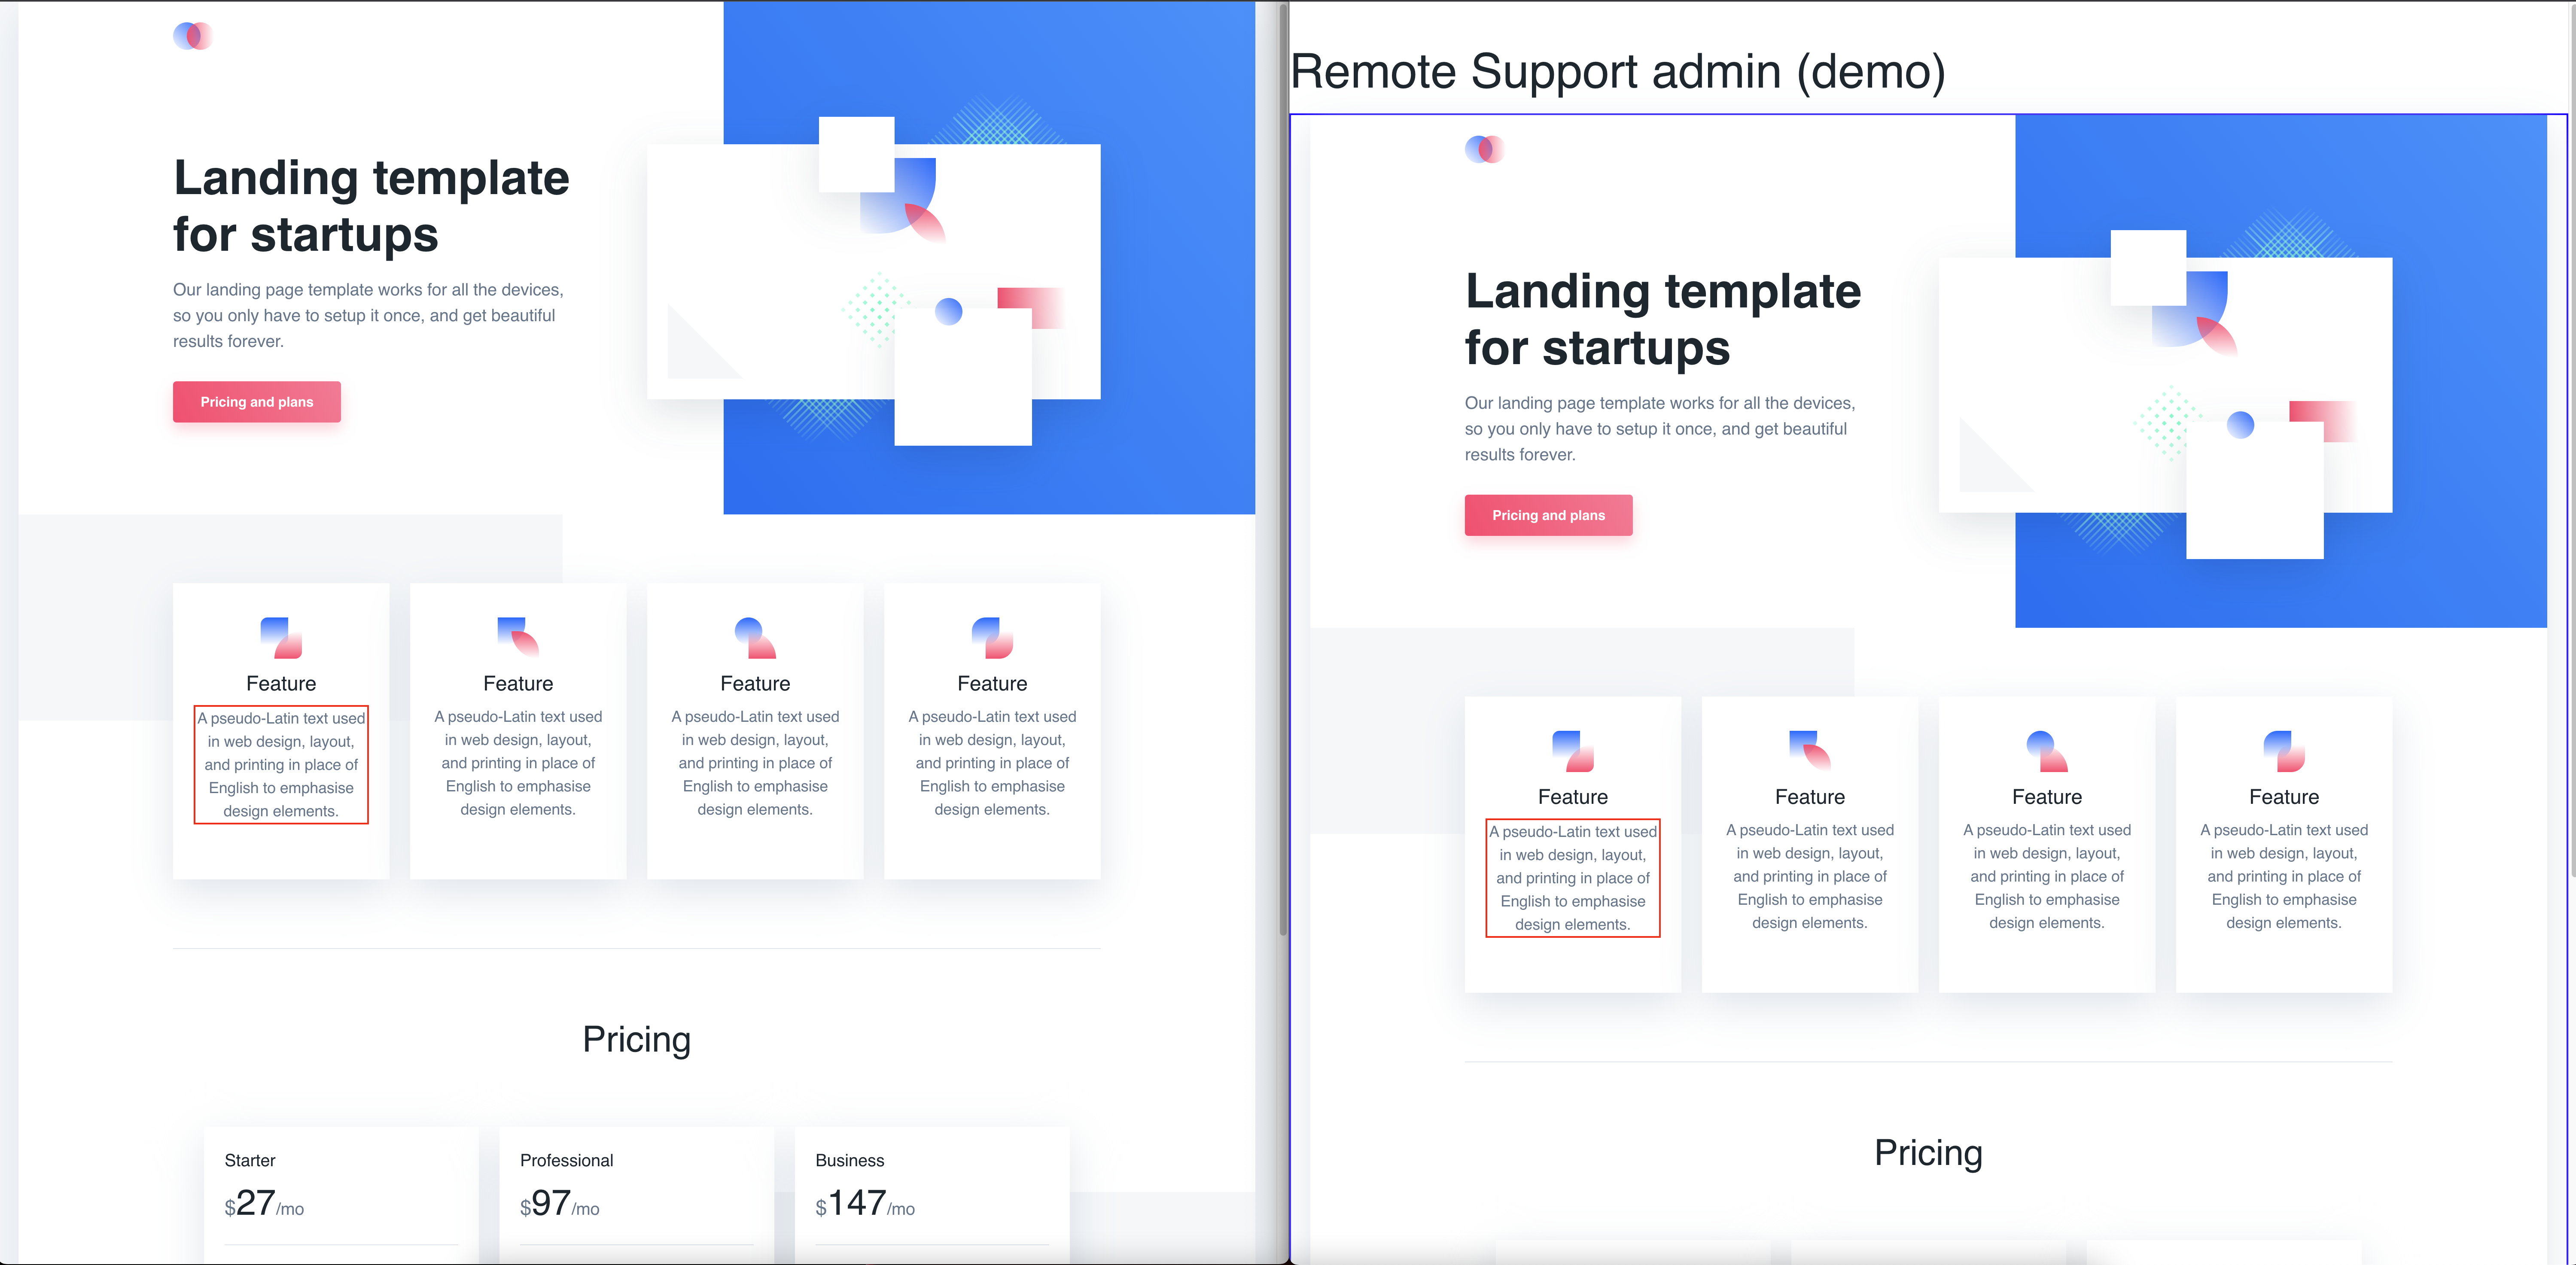 Landing template
for startups
Our landing page template works for all the devices,
so you only have to setup it once, and get beautiful
results forever.
Pricing and plans
Feature
A pseudo-Latin text used
in web design, layout,
and printing in place of
English to emphasise
design elements.
Feature
A pseudo-Latin text used
in web design, layout,
and printing in place of
English to emphasise
design elements.
Feature
A pseudo-Latin text used
in web design, layout,
and printing in place of
English to emphasise
design elements.
Feature
A pseudo-Latin text used
in web design, layout,
and printing in place of
English to emphasise
design elements.
Pricing
Starter
$27/mo
Professional
$97/mo
Business
$147/mo
Remote Support admin (demo)
Landing template
for startups
Our landing page template works for all the devices,
so you only have to setup it once, and get beautiful
results forever.
Pricing and plans
Feature
A pseudo-Latin text used
in web design, layout,
and printing in place of
English to emphasise
design elements.
Feature
A pseudo-Latin text used
in web design, layout,
and printing in place of
English to emphasise
design elements.
Feature
A pseudo-Latin text used
in web design, layout,
and printing in place of
English to emphasise
design elements.
Feature
A pseudo-Latin text used
in web design, layout,
and printing in place of
English to emphasise
design elements.
Pricing